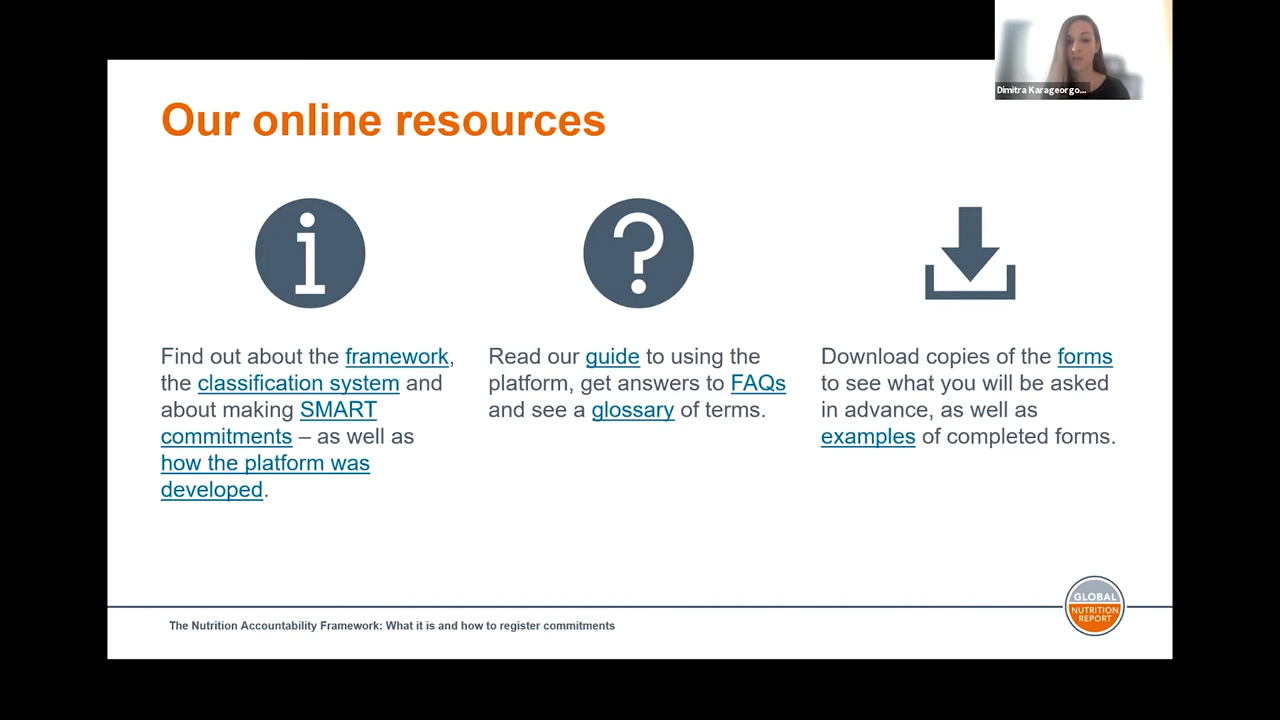 Dimitra Karageorgo...
Our online resources
Find out about the framework,
the classification system and
about making SMART
commitments – as well as
how the platform was
developed.
Read our guide to using the
platform, get answers to FAQs
and see a glossary of terms.
Download copies of the forms
to see what you will be asked
in advance, as well as
examples of completed forms.
The Nutrition Accountability Framework: What it is and how to register commitments
GLOBAL
NUTRITION
REPORT